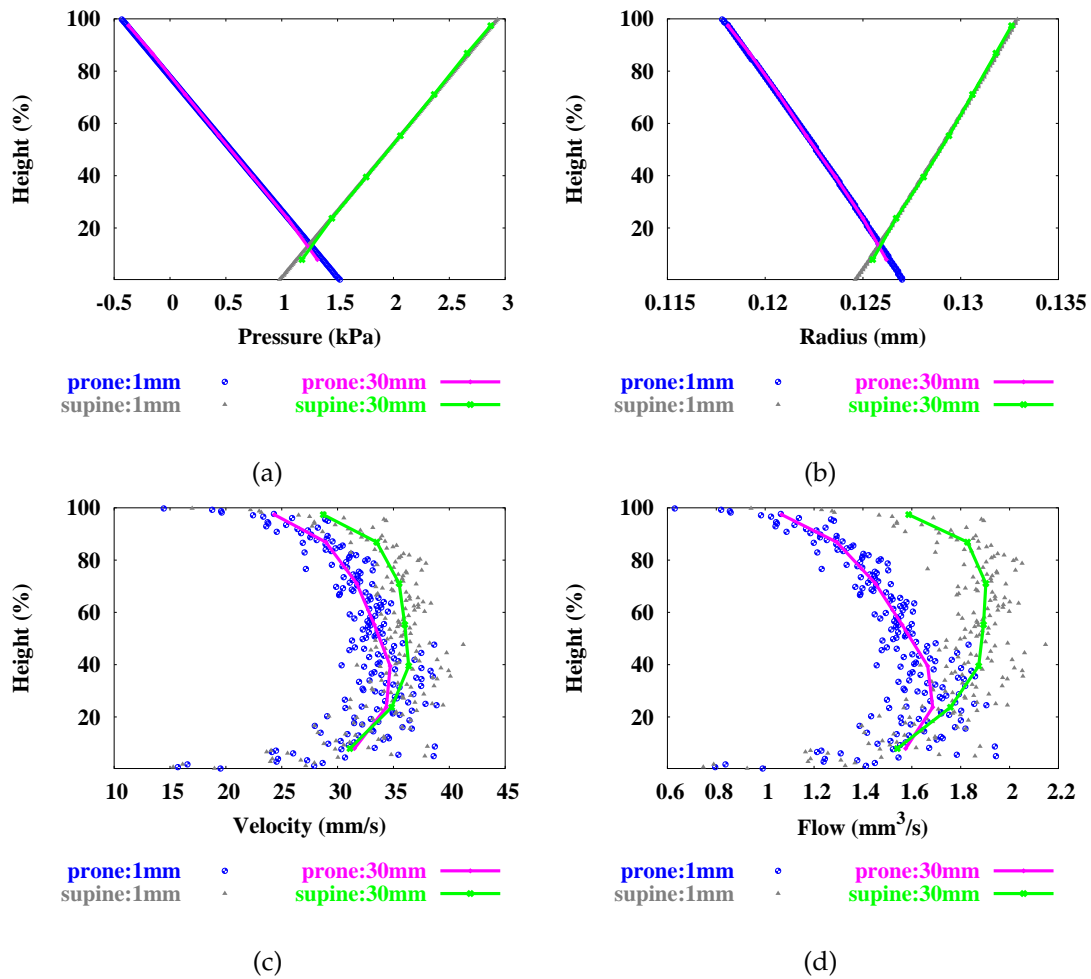 100
80
60
40
20
-0.5 0 0.5 1 1.5 2 2.5 3
Height (%)
Pressure (kPa)
prone:1mm prone:30mm
supine:1mm supine:30mm
(a)
100
80
60
40
20
0.115 0.12 0.125 0.13 0.135
Height (%)
Radius (mm)
prone:1mm prone:30mm
supine:1mm supine:30mm
(b)
100
80
60
40
20
10 15 20 25 30 35 40 45
Height (%)
Velocity (mm/s)
prone:1mm prone:30mm
supine:1mm supine:30mm
(c)
100
80
60
40
20
0.6 0.8 1 1.2 1.4 1.6 1.8 2 2.2
Height (%)
Flow (mm³/s)
prone:1mm prone:30mm
supine:1mm supine:30mm
(d)